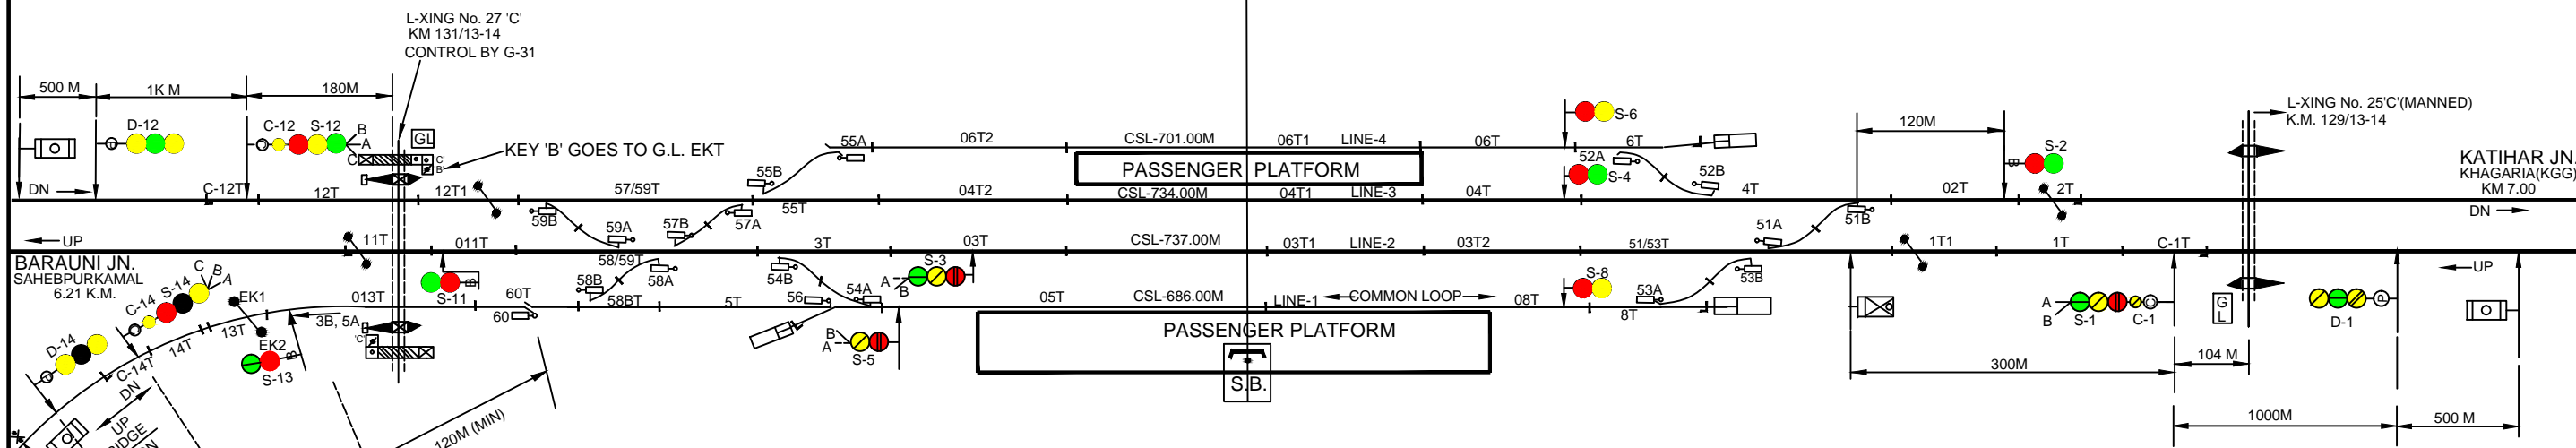 L-XING No. 27 'C'
KM 131/13-14
CONTROL BY G-31
500 M
1K M
180M
D-12
C-12
S-12
B
A
C
GL
'C'
'B'
KEY 'B' GOES TO G.L. EKT
DN
C-12T
12T
12T1
57/59T
55B
55A
55T
06T2
CSL-701.00M
06T1
LINE-4
06T
6T
S-6
PASSENGER PLATFORM
04T2
CSL-734.00M
04T1
LINE-3
04T
52A
S-4
52B
4T
120M
02T
B
S-2
2T
L-XING No. 25'C'(MANNED)
K.M. 129/13-14
KATIHAR JN.
KHAGARIA(KGG)
KM 7.00
DN
UP
11T
011T
59B
59A
57B
57A
58/59T
3T
03T
CSL-737.00M
03T1
LINE-2
03T2
51/53T
51A
51B
1T1
1T
C-1T
UP
BARAUNI JN.
SAHEBPURKAMAL
6.21 K.M.
C-14
S-14
C
B
A
EK1
013T
S-11
B
60T
60
58B
58A
58BT
5T
54B
56
54A
S-3
A
B
05T
CSL-686.00M
LINE-1
COMMON LOOP
08T
S-8
53A
53B
8T
A
B
S-1
C-1
G
L
P
D-1
3B, 5A
'C'
D-14
C-14T
14T
13T
EK2
S-13
B
B
A
S-5
PASSENGER PLATFORM
S.B.
300M
104 M
1000M
500 M
DN
UP
120M (MIN)